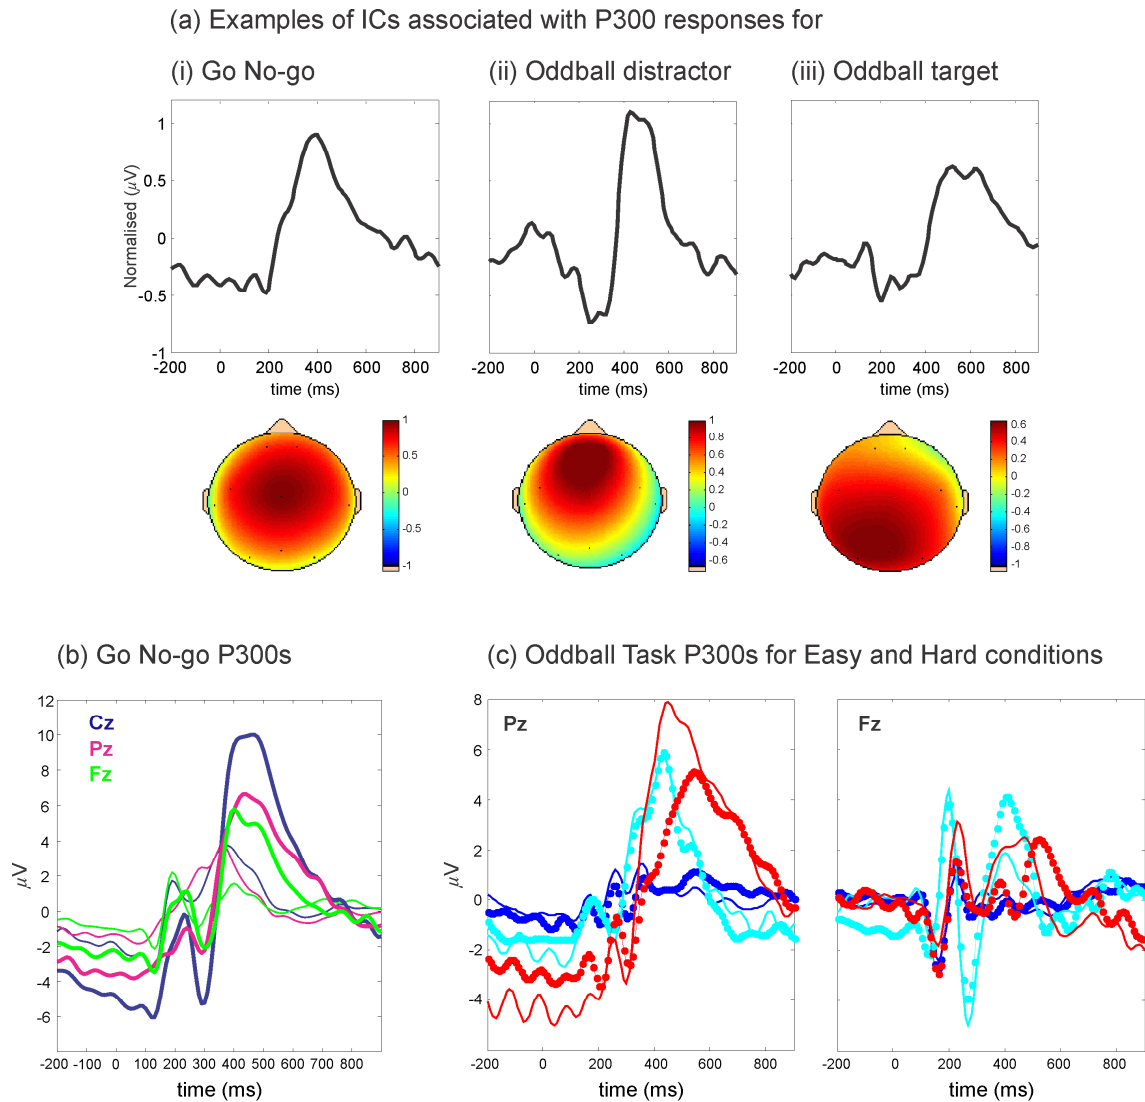 (a) Examples of ICs associated with P300 responses for
(i) Go No-go
(ii) Oddball distractor
(iii) Oddball target
Normalised (μV)
1
0.5
0
-0.5
-1
-200 0 200 400 600 800
time (ms)
-200 0 200 400 600 800
time (ms)
-200 0 200 400 600 800
time (ms)
1
0.5
0
-0.5
-1
1
0.8
0.6
0.4
0.2
0
-0.2
-0.4
-0.6
0.6
0.4
0.2
0
-0.2
-0.4
-0.6
-0.8
-1
(b) Go No-go P300s
μV
12
10
8
6
4
2
0
-2
-4
-6
Cz
Pz
Fz
-200 -100 0 100 200 300 400 500 600 700 800
time (ms)
(c) Oddball Task P300s for Easy and Hard conditions
μV
8
6
4
2
0
-2
-4
Pz
-200 0 200 400 600 800
time (ms)
Fz
-200 0 200 400 600 800
time (ms)